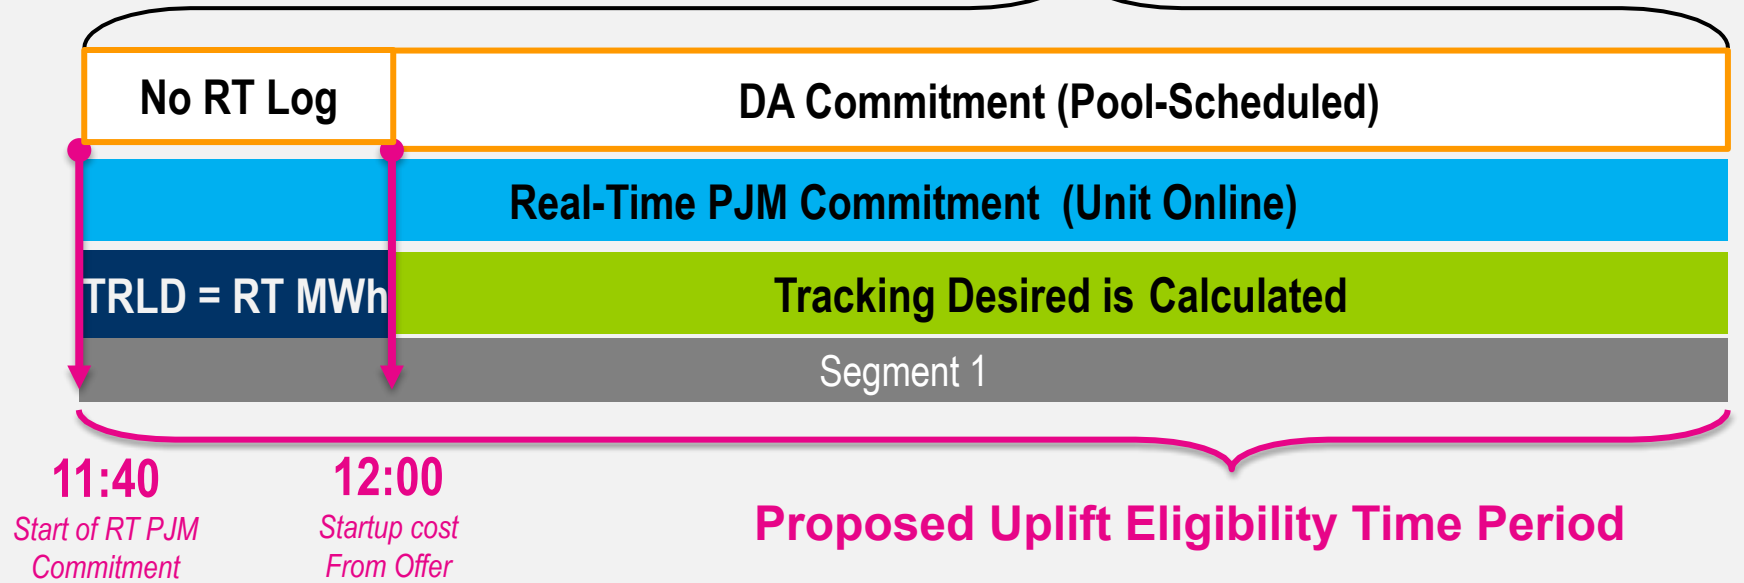 No RT Log
DA Commitment (Pool-Scheduled)
Real-Time PJM Commitment (Unit Online)
TRLD = RT MWh
Tracking Desired is Calculated
Segment 1
11:40
Start of RT PJM
Commitment
12:00
Startup cost
From Offer
Proposed Uplift Eligibility Time Period